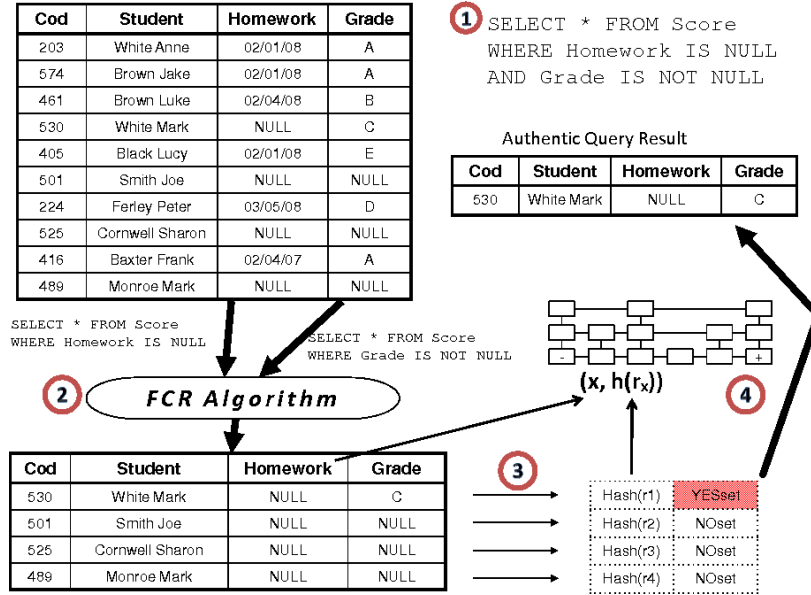 Cod Student Homework Grade
203 White Anne 02/01/08 A
574 Brown Jake 02/01/08 A
461 Brown Luke 02/04/08 B
530 White Mark NULL C
405 Black Lucy 02/01/08 E
501 Smith Joe NULL NULL
224 Ferley Peter 03/05/08 D
525 Cornwell Sharon NULL NULL
416 Baxter Frank 02/04/07 A
489 Monroe Mark NULL NULL
1
SELECT * FROM Score
WHERE Homework IS NULL
AND Grade IS NOT NULL
Authentic Query Result
Cod Student Homework Grade
530 White Mark NULL C
SELECT * FROM Score
WHERE Homework IS NULL
SELECT * FROM Score
WHERE Grade IS NOT NULL
2
FCR Algorithm
- +
(x, h(rx))
4
Cod Student Homework Grade
530 White Mark NULL C
501 Smith Joe NULL NULL
525 Cornwell Sharon NULL NULL
489 Monroe Mark NULL NULL
3
Hash(r1) YESset
Hash(r2) NOset
Hash(r3) NOset
Hash(r4) NOset